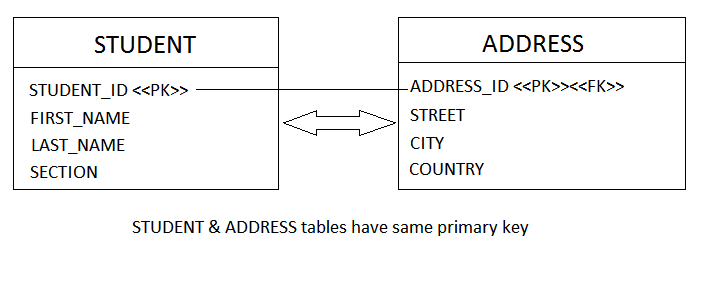 STUDENT
STUDENT_ID <<PK>>
FIRST_NAME
LAST_NAME
SECTION
ADDRESS
ADDRESS_ID <<PK>><<FK>>
STREET
CITY
COUNTRY
STUDENT & ADDRESS tables have same primary key